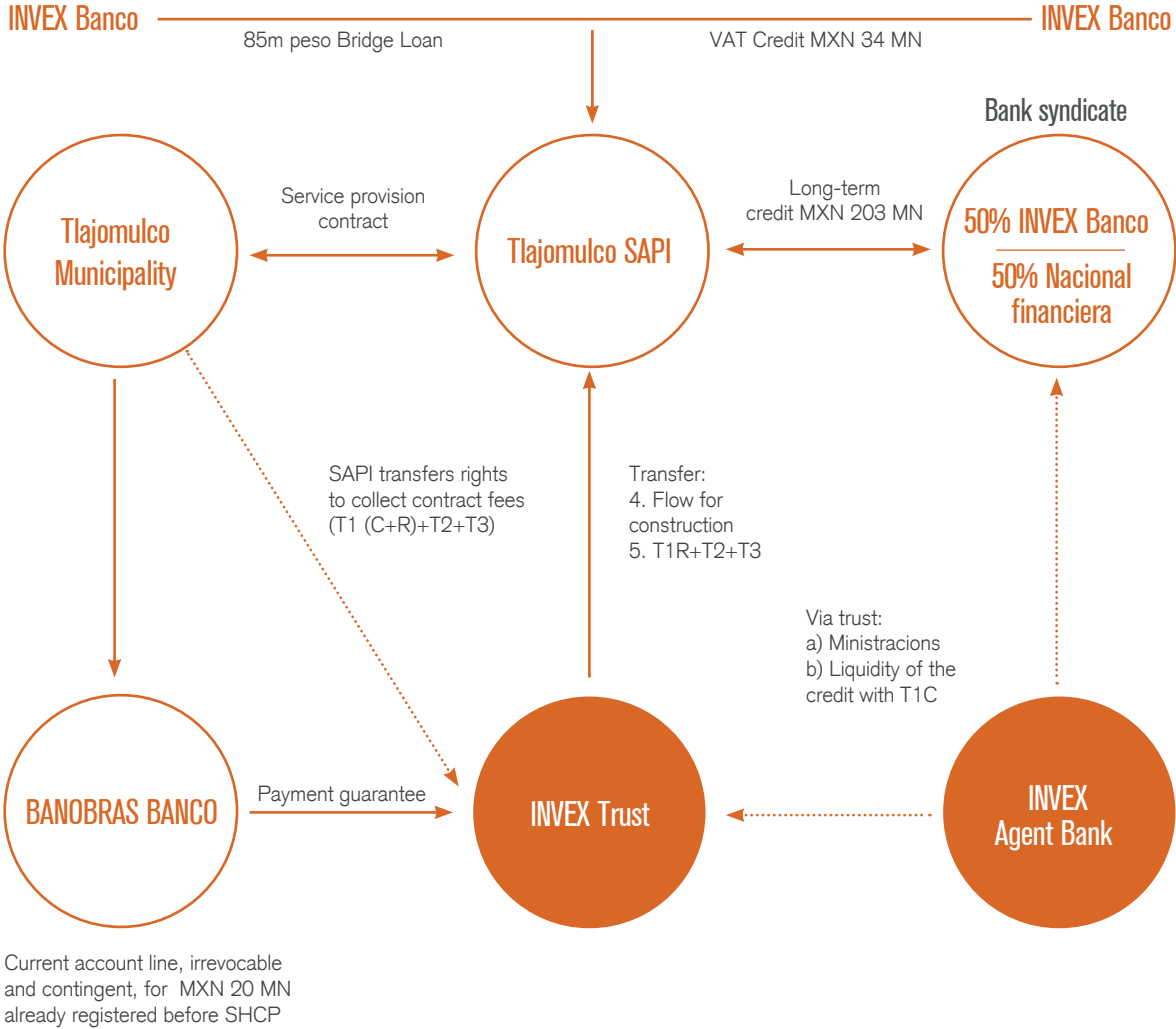 INVEX Banco
INVEX Banco
85m peso Bridge Loan
VAT Credit MXN 34 MN
Bank syndicate
Tlajomulco
Municipality
Service provision
contract
Tlajomulco SAPI
Long-term
credit MXN 203 MN
50% INVEX Banco
50% Nacional
financiera
SAPI transfers rights
to collect contract fees
(T1 (C+R)+T2+T3)
Transfer:
4. Flow for
construction
5. T1R+T2+T3
Via trust:
a) Ministracions
b) Liquidity of the
credit with T1C
BANOBRAS BANCO
Payment guarantee
INVEX Trust
INVEX
Agent Bank
Current account line, irrevocable
and contingent, for MXN 20 MN
already registered before SHCP